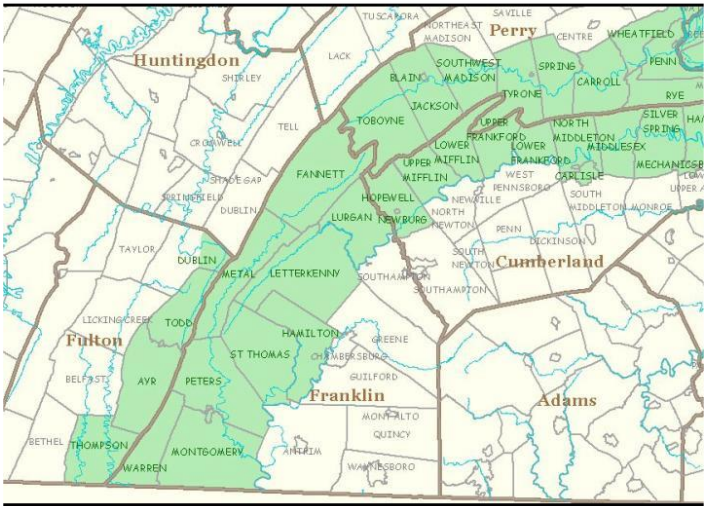 TUSCARORA
SAVILLE
NORTHEAST
MADISON
Perry
CENTRE
WHEATFIELD
LACK
Huntingdon
SHIRLEY
BLAIN
SOUTHWEST
MADISON
SPRING
PENN
CARROLL
TYRONE
RYE
JACKSON
TOBOYNE
TELL
CROMWELL
UPPER
FRANKFORD
NORTH
MIDDLETON
SILVER
SPRING
LOWER
MIFFLIN
LOWER
FRANKFORD
MIDDLESEX
MECHANICSB
UPPER
MIFFLIN
WEST
PENNSBORO
CARLISLE
FANNETT
SHADE GAP
SPRINGFIELD
DUBLIN
HOPEWELL
NEWVILLE
SOUTH
MIDDLETON
MONROE
UPPER A
LURGAN
NEWBURG
NORTH
NEWTON
PENN
DICKINSON
TAYLOR
DUBLIN
METAL
LETTERKENNY
SOUTH
NEWTON
Cumberland
SOUTHAMPTON
SOUTHAMPTON
LICKING CREEK
TODD
HAMILTON
GREENE
Fulton
ST THOMAS
CHAMBERSBURG
BELFAST
AYR
PETERS
GUILFORD
Franklin
Adams
MONT ALTO
QUINCY
BETHEL
THOMPSON
MONTGOMERY
ANTRIM
WARREN
WAYNESBORO